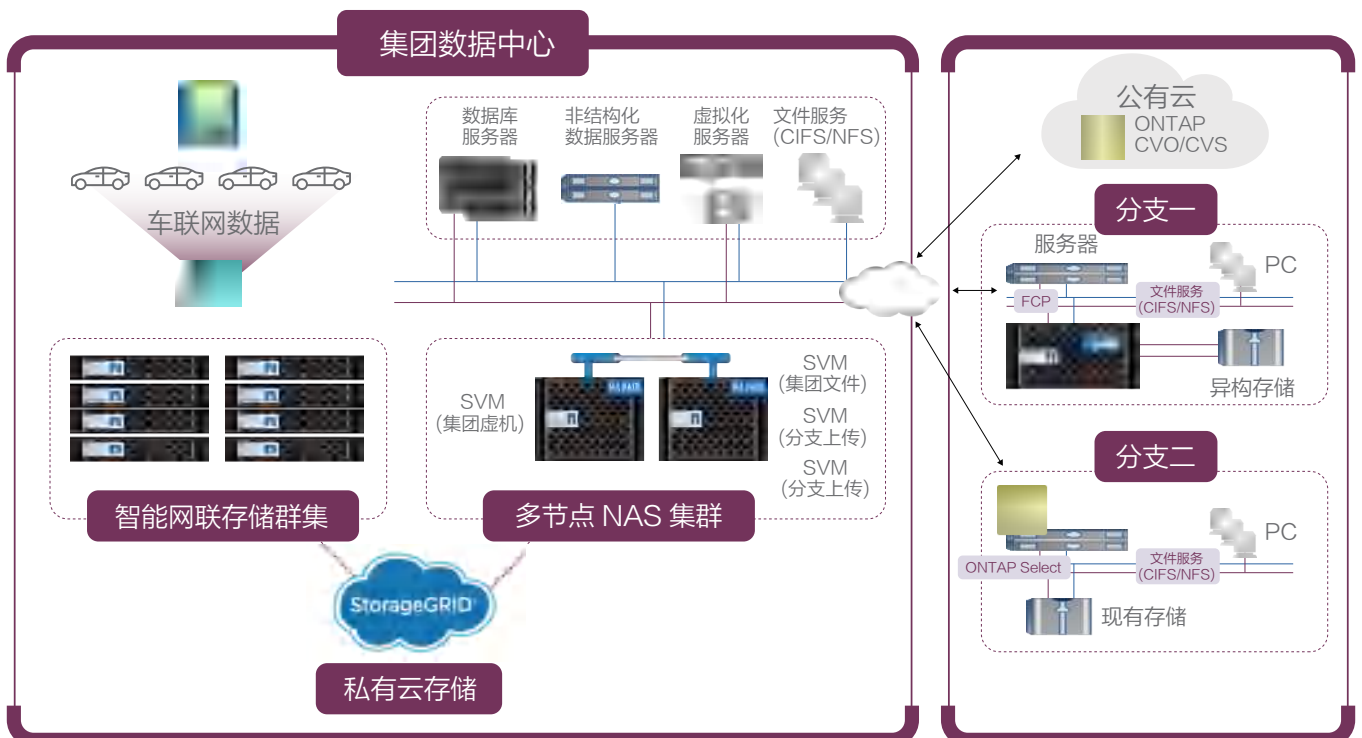 集团数据中心
数据库
服务器
非结构化
数据服务器
虚拟化
服务器
文件服务
(CIFS/NFS)
车联网数据
SVM
(集团虚机)
SVM
(集团文件)
SVM
(分支上传)
SVM
(分支上传)
智能网联存储群集
多节点 NAS 集群
StorageGRID
私有云存储
公有云
ONTAP
CVO/CVS
分支一
服务器
PC
FCP
文件服务
(CIFS/NFS)
异构存储
分支二
PC
ONTAP Select
文件服务
(CIFS/NFS)
现有存储